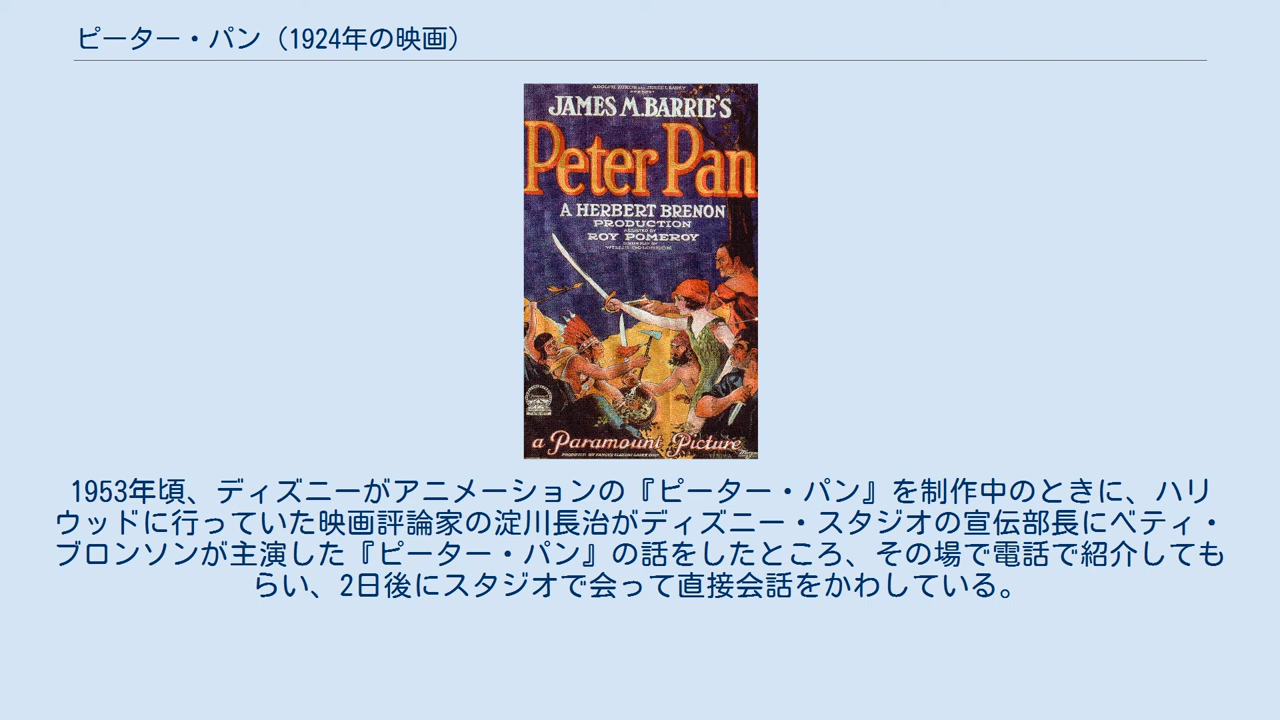 ピーター・パン（1924年の映画）
ADOLPH ZUKOR and JESSE L. LASKY
PRESENT
JAMES M. BARRIE'S
Peter Pan
A HERBERT BRENON
PRODUCTION
ASSISTED BY
ROY POMEROY
a Paramount Picture
1953年頃、ディズニーがアニメーションの『ピーター・パン』を制作中のときに、ハリ
ウッドに行っていた映画評論家の淀川長治がディズニー・スタジオの宣伝部長にベティ・
ブロンソンが主演した『ピーター・パン』の話をしたところ、その場で電話で紹介しても
らい、2日後にスタジオで会って直接会話をかわしている。